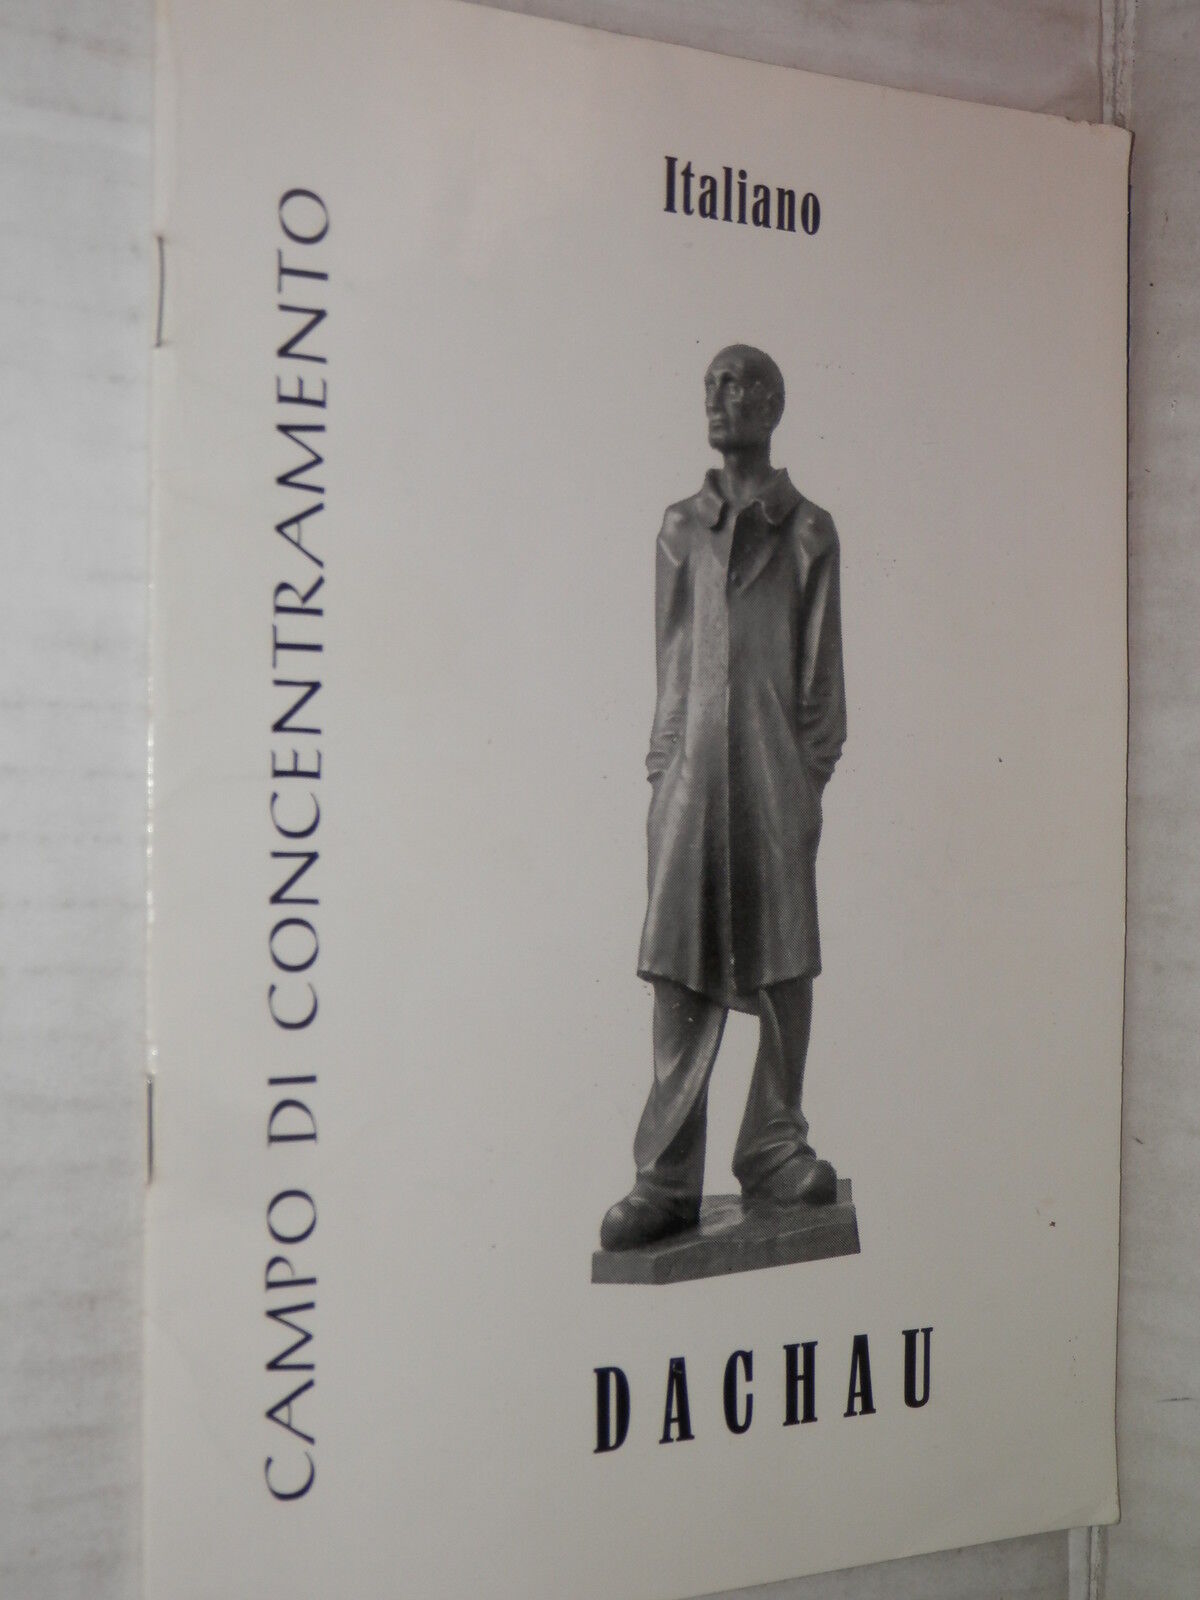 Italiano
CAMPO DI CONCENTRAMENTO
DACHAU